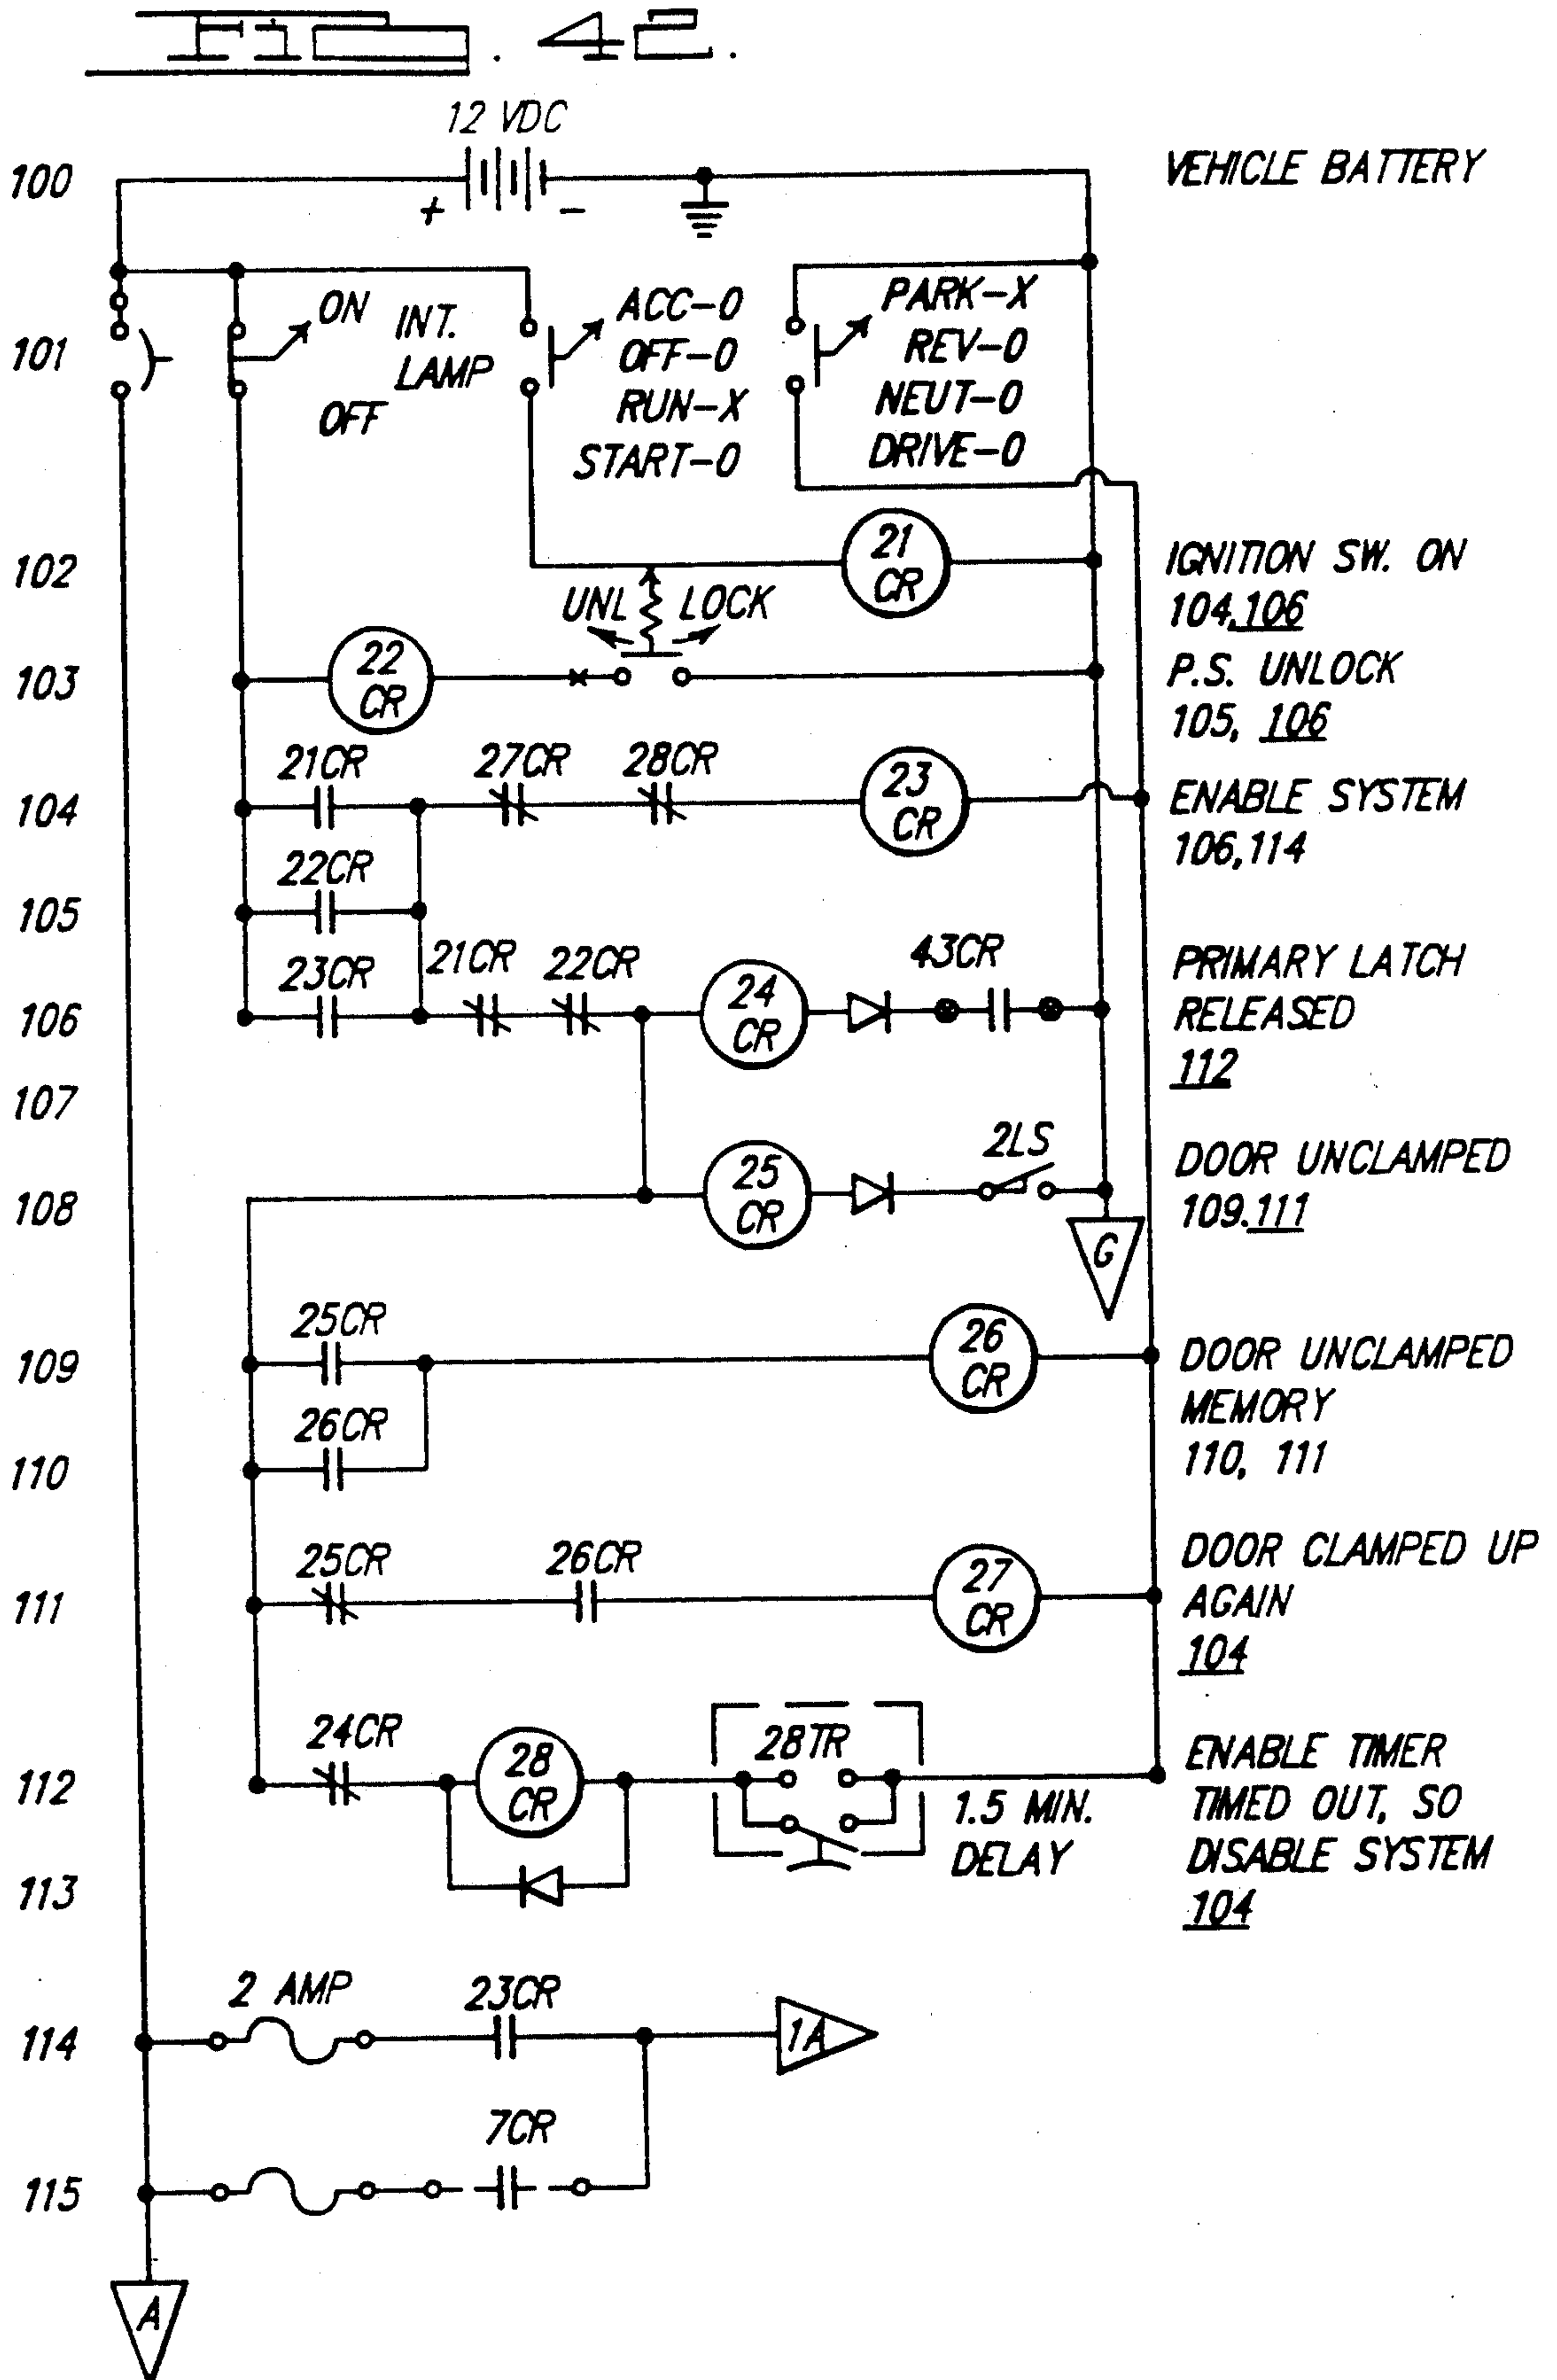 FIG. 42.
12 VDC
100
+ -
VEHICLE BATTERY
101
ON
OFF
INT.
LAMP
ACC-0
OFF-0
RUN-X
START-0
PARK-X
REV-0
NEUT-0
DRIVE-0
102
21
CR
IGNITION SW. ON
104,106
UNL LOCK
103
22
CR
P.S. UNLOCK
105, 106
21CR
27CR
28CR
104
23
CR
ENABLE SYSTEM
106,114
22CR
105
23CR
21CR
22CR
43CR
106
24
CR
PRIMARY LATCH
RELEASED
112
107
2LS
108
25
CR
DOOR UNCLAMPED
109.111
G
25CR
109
26
CR
DOOR UNCLAMPED
MEMORY
110, 111
26CR
110
25CR
26CR
111
27
CR
DOOR CLAMPED UP
AGAIN
104
24CR
28TR
112
28
CR
1.5 MIN.
DELAY
ENABLE TIMER
TIMED OUT, SO
DISABLE SYSTEM
104
113
2 AMP
23CR
114
1A
7CR
115
A